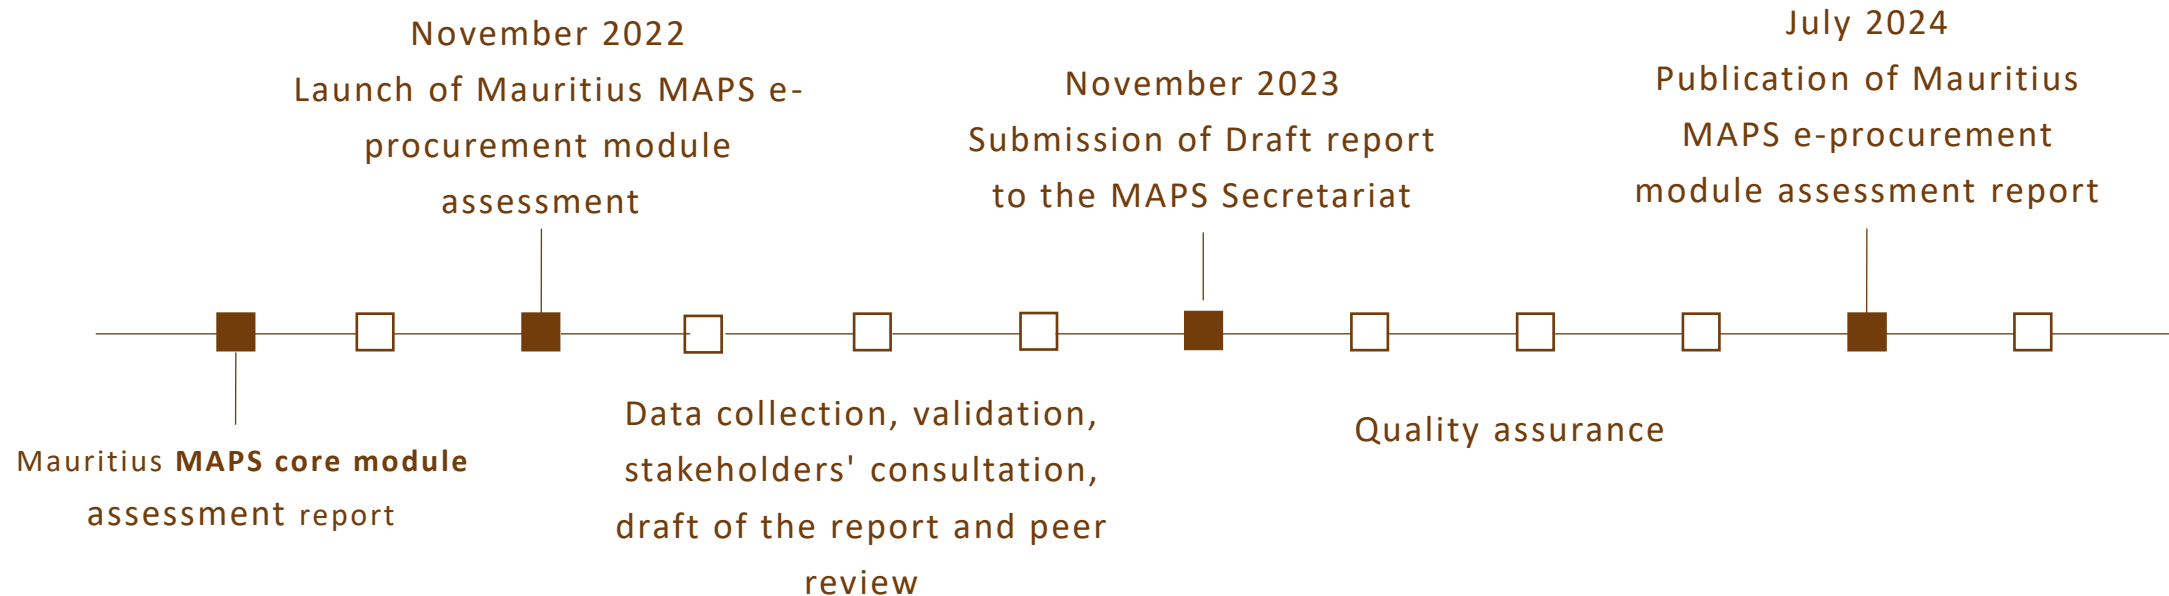 November 2022
Launch of Mauritius MAPS e-
procurement module
assessment
November 2023
Submission of Draft report
to the MAPS Secretariat
July 2024
Publication of Mauritius
MAPS e-procurement
module assessment report
Mauritius MAPS core module
assessment report
Data collection, validation,
stakeholders' consultation,
draft of the report and peer
review
Quality assurance